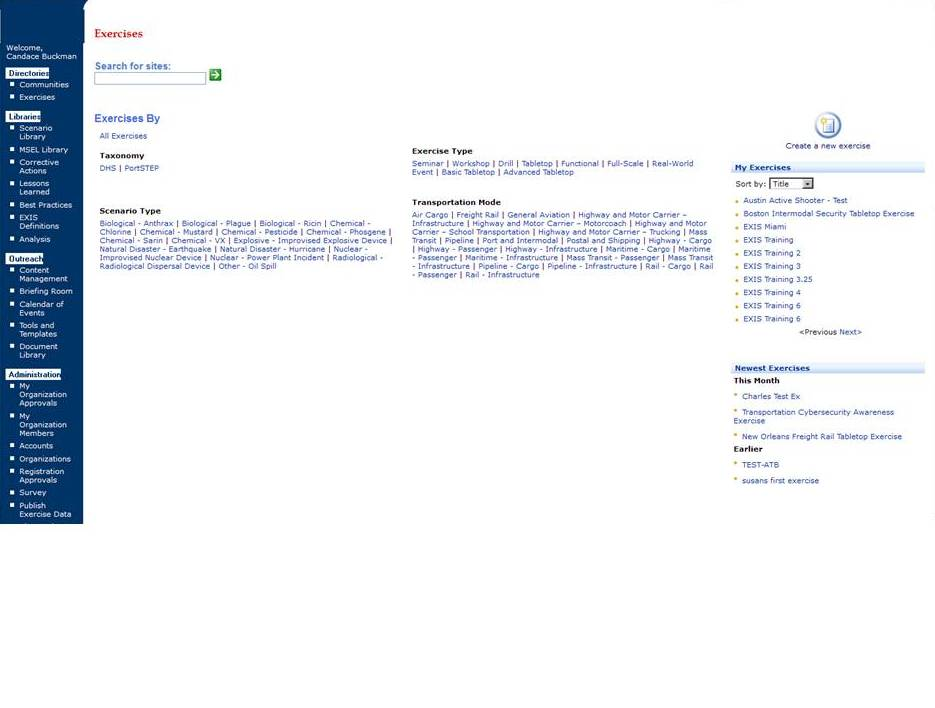 Welcome,
Candace Buckman
Directories
Communities
Exercises
Libraries
Scenario
Library
MSEL Library
Corrective
Actions
Lessons
Learned
Best Practices
EXIS
Definitions
Analysis
Outreach
Content
Management
Briefing Room
Calendar of
Events
Tools and
Templates
Document
Library
Administration
My
Organization
Approvals
My
Organization
Members
Accounts
Organizations
Registration
Approvals
Survey
Publish
Exercise Data
Exercises
Search for sites:
Exercises By
All Exercises
Taxonomy
DHS | PortSTEP
Scenario Type
Biological - Anthrax | Biological - Plague | Biological - Ricin | Chemical -
Chlorine | Chemical - Mustard | Chemical - Pesticide | Chemical - Phosgene |
Chemical - Sarin | Chemical - VX | Explosive - Improvised Explosive Device |
Natural Disaster - Earthquake | Natural Disaster - Hurricane | Nuclear -
Improvised Nuclear Device | Nuclear - Power Plant Incident | Radiological -
Radiological Dispersal Device | Other - Oil Spill
Exercise Type
Seminar | Workshop | Drill | Tabletop | Functional | Full-Scale | Real-World
Event | Basic Tabletop | Advanced Tabletop
Transportation Mode
Air Cargo | Freight Rail | General Aviation | Highway and Motor Carrier –
Infrastructure | Highway and Motor Carrier – Motorcoach | Highway and Motor
Carrier – School Transportation | Highway and Motor Carrier – Trucking | Mass
Transit | Pipeline | Port and Intermodal | Postal and Shipping | Highway - Cargo
| Highway - Passenger | Highway - Infrastructure | Maritime - Cargo | Maritime
- Passenger | Maritime - Infrastructure | Mass Transit - Passenger | Mass Transit
- Infrastructure | Pipeline - Cargo | Pipeline - Infrastructure | Rail - Cargo | Rail
- Passenger | Rail - Infrastructure
Create a new exercise
My Exercises
Sort by: Title
Austin Active Shooter - Test
Boston Intermodal Security Tabletop Exercise
EXIS Miami
EXIS Training
EXIS Training 2
EXIS Training 3
EXIS Training 3.25
EXIS Training 4
EXIS Training 6
EXIS Training 6
<Previous Next>
Newest Exercises
This Month
Charles Test Ex
Transportation Cybersecurity Awareness
Exercise
New Orleans Freight Rail Tabletop Exercise
Earlier
TEST-ATB
susans first exercise